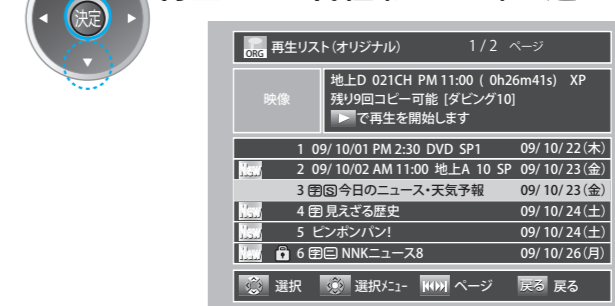 決定
ORG 再生リスト(オリジナル) 1/2 ページ
映像
地上D 021CH PM 11:00 ( 0h26m41s) XP
残り9回コピー可能 [ダビング10]
で再生を開始します
1 09/10/01 PM 2:30 DVD SP1 09/10/22(木)
New 2 09/10/02 AM 11:00 地上A 10 SP 09/10/23(金)
3 字S今日のニュース・天気予報 09/10/23(金)
New 4 字見えざる歴史 09/10/24(土)
New 5 ピンポンパン! 09/10/24(土)
New 6 字二 NNKニュース8 09/10/26(月)
選択 選択メニュー ページ 戻る 戻る